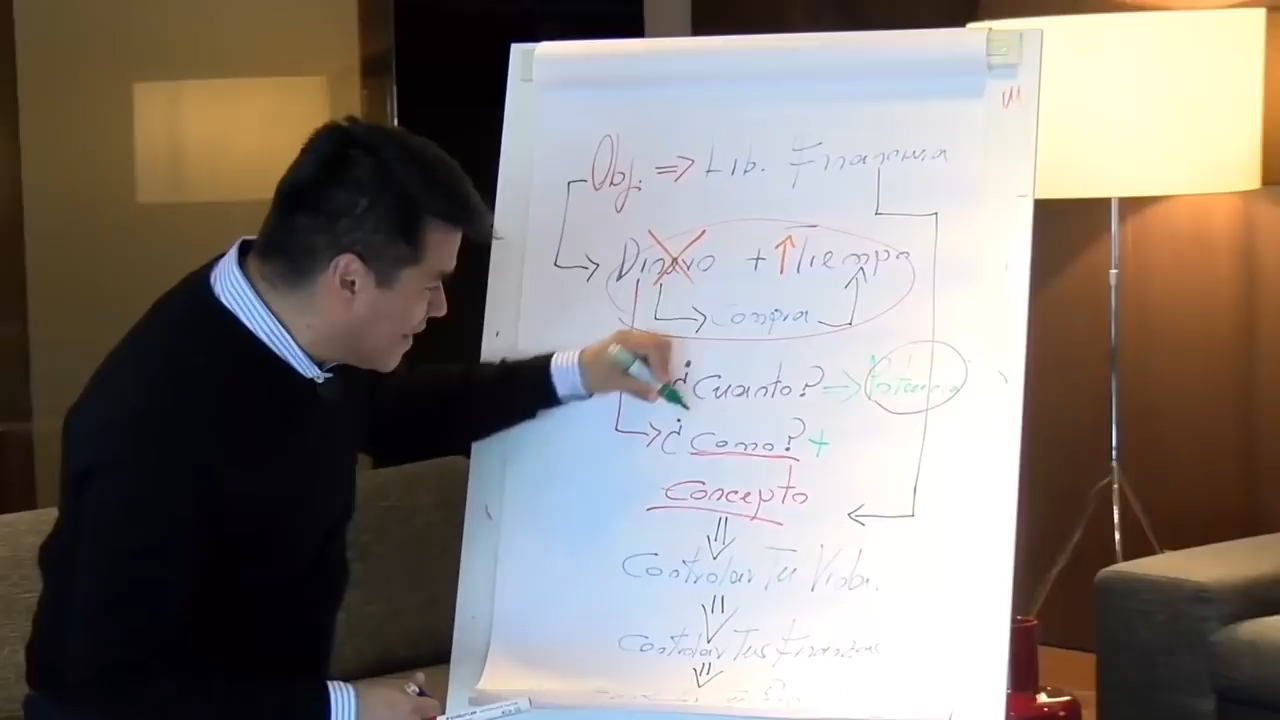 Obj. => Lib. Financiera
Dinero + ↑Tiempo
Compra
¿Cuanto? => Potencia
¿Como? +
Concepto
Controlar Tu Vida.
Controlar Tus Finanzas